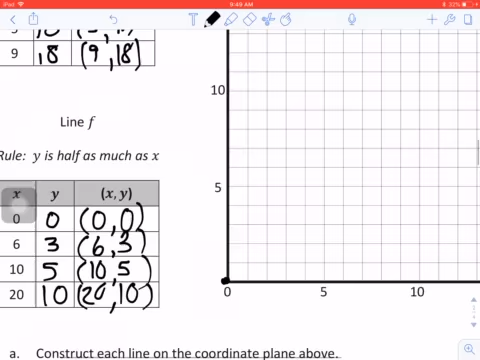 iPad
9:49 AM
32%
T
9 18 (9, 18)
10
Line f
Rule: y is half as much as x
x y (x, y)
0 0 (0, 0)
6 3 (6, 3)
5
10 5 (10, 5)
20 10 (20, 10)
0 5 10
a. Construct each line on the coordinate plane above.